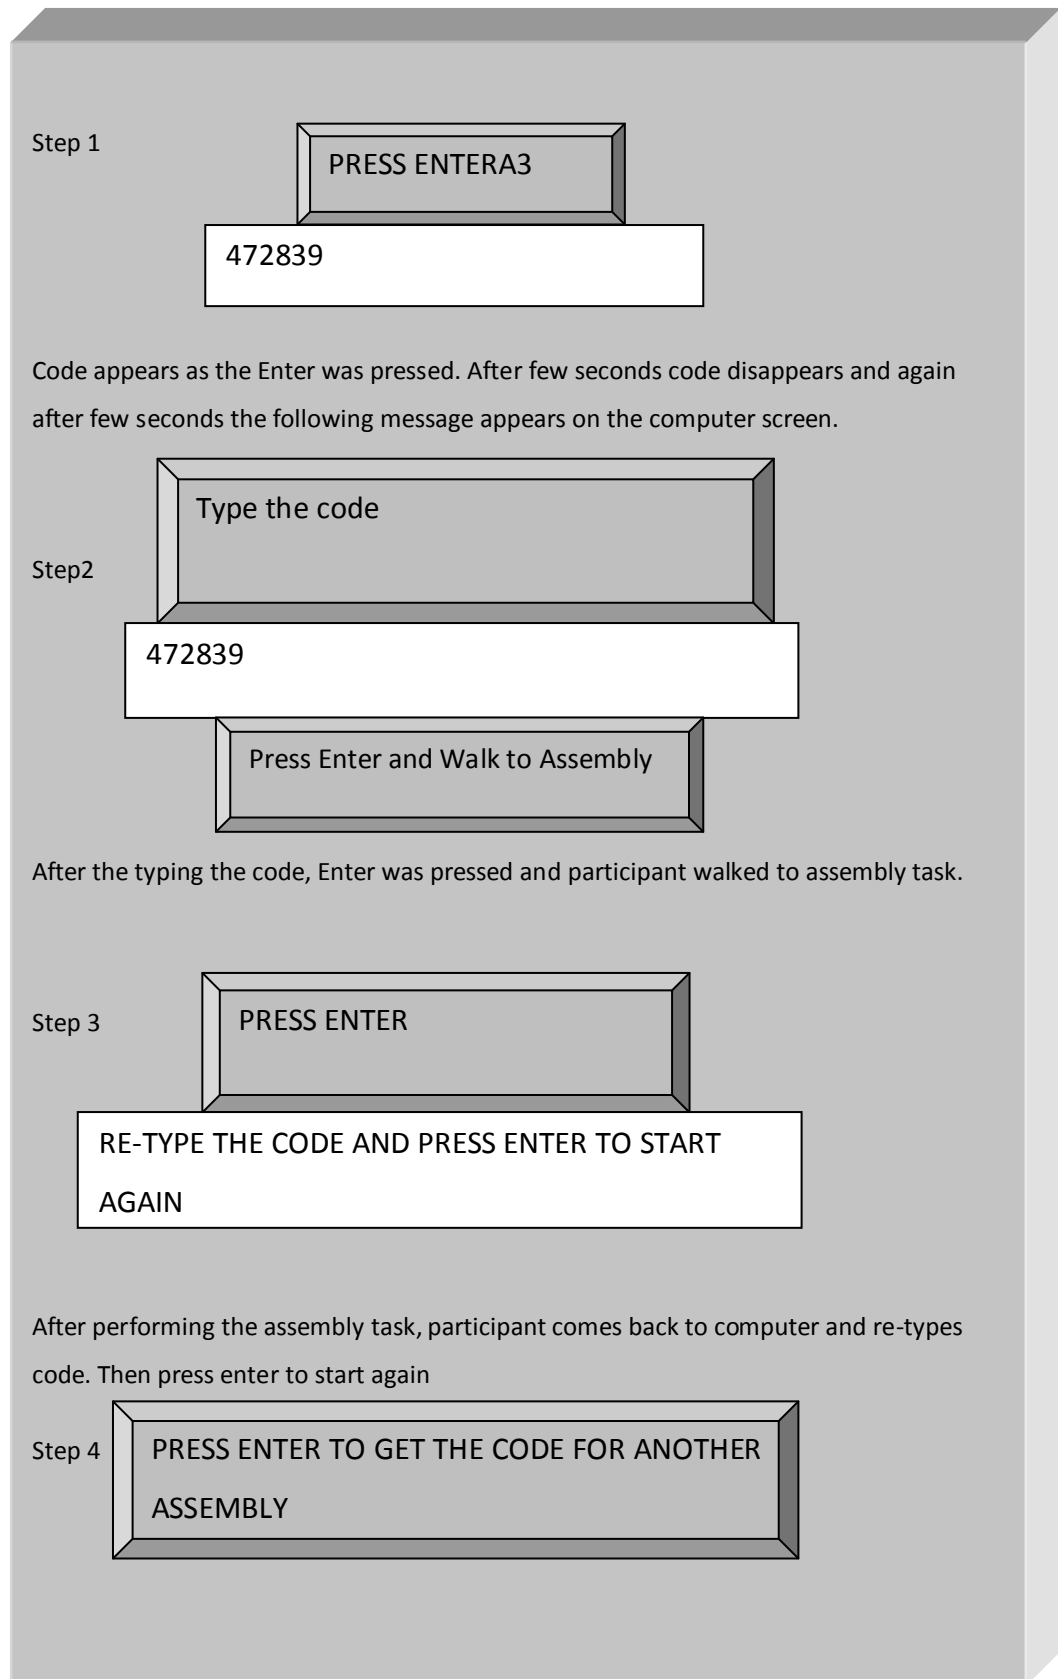 Step 1
PRESS ENTERA3
472839
Code appears as the Enter was pressed. After few seconds code disappears and again
after few seconds the following message appears on the computer screen.
Type the code
Step2
472839
Press Enter and Walk to Assembly
After the typing the code, Enter was pressed and participant walked to assembly task.
Step 3
PRESS ENTER
RE-TYPE THE CODE AND PRESS ENTER TO START
AGAIN
After performing the assembly task, participant comes back to computer and re-types
code. Then press enter to start again
Step 4
PRESS ENTER TO GET THE CODE FOR ANOTHER
ASSEMBLY